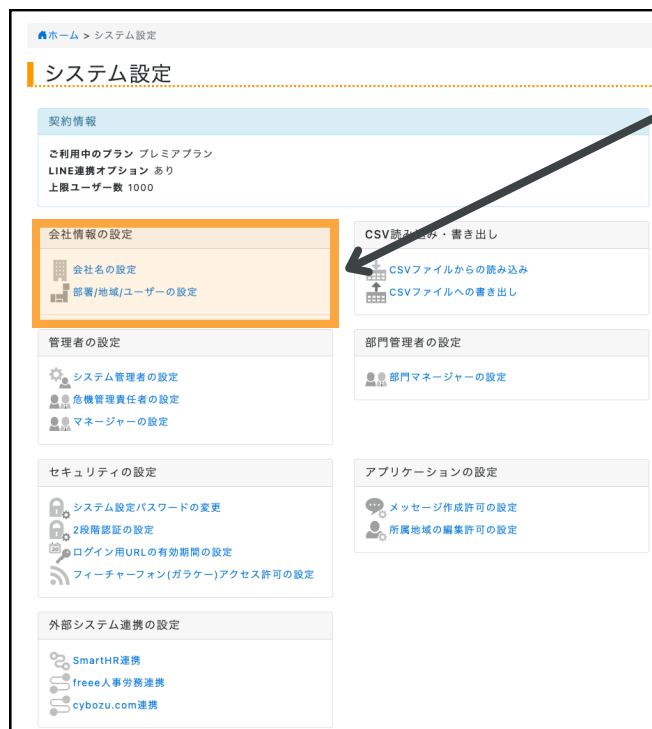 ホーム > システム設定
システム設定
契約情報
ご利用中のプラン プレミアプラン
LINE連携オプション あり
上限ユーザー数 1000
会社情報の設定
会社名の設定
部署/地域/ユーザーの設定
CSV読み込み・書き出し
CSVファイルからの読み込み
CSVファイルへの書き出し
管理者の設定
システム管理者の設定
危機管理責任者の設定
マネージャーの設定
部門管理者の設定
部門マネージャーの設定
セキュリティの設定
システム設定パスワードの変更
2段階認証の設定
ログイン用URLの有効期間の設定
フィーチャーフォン(ガラケー)アクセス許可の設定
アプリケーションの設定
メッセージ作成許可の設定
所属地域の編集許可の設定
外部システム連携の設定
SmartHR連携
freee人事労務連携
cybozu.com連携